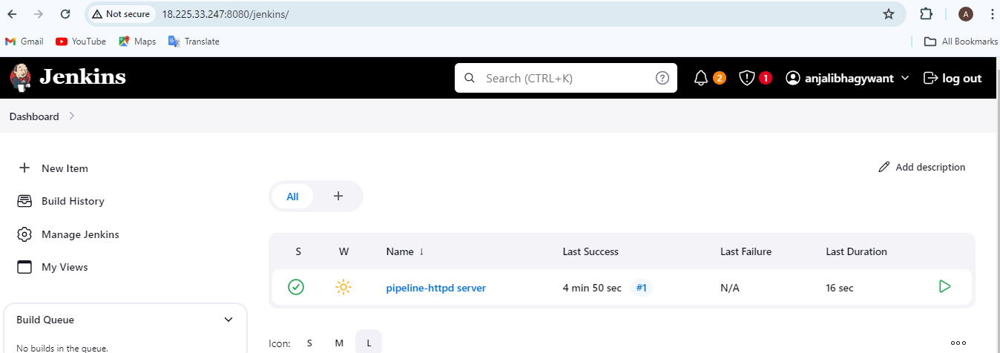 Not secure 18.225.33.247:8080/jenkins/ A
Gmail YouTube Maps Translate All Bookmarks
Jenkins Search (CTRL+K) ? 2 1 anjalibhagywant log out
Dashboard
New Item
Add description
Build History
All +
Manage Jenkins
S W Name ↓ Last Success Last Failure Last Duration
My Views
pipeline-httpd server 4 min 50 sec #1 N/A 16 sec
Build Queue
No builds in the queue.
Icon: S M L